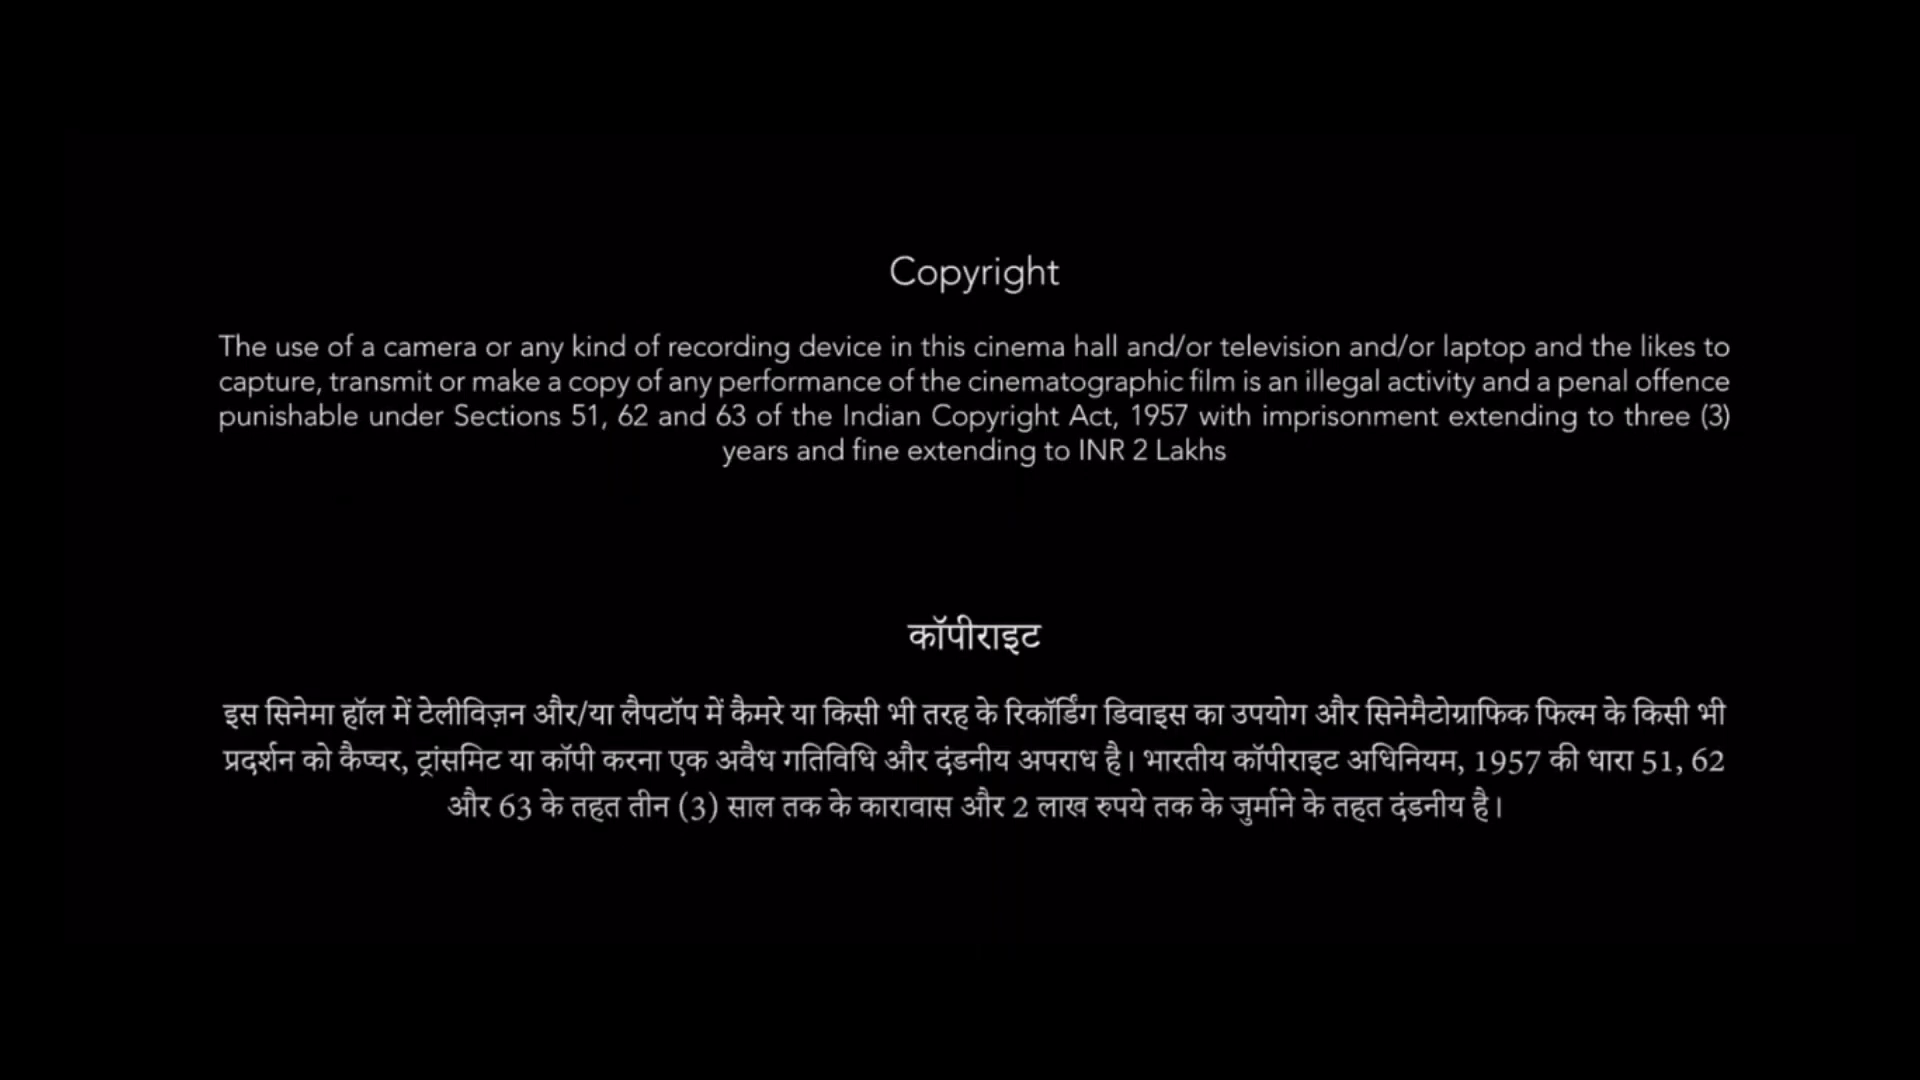 Copyright
The use of a camera or any kind of recording device in this cinema hall and/or television and/or laptop and the likes to
capture, transmit or make a copy of any performance of the cinematographic film is an illegal activity and a penal offence
punishable under Sections 51, 62 and 63 of the Indian Copyright Act, 1957 with imprisonment extending to three (3)
years and fine extending to INR 2 Lakhs
कॉपीराइट
इस सिनेमा हॉल में टेलीविज़न और/या लैपटॉप में कैमरे या किसी भी तरह के रिकॉर्डिंग डिवाइस का उपयोग और सिनेमैटोग्राफिक फिल्म के किसी भी
प्रदर्शन को कैप्चर, ट्रांसमिट या कॉपी करना एक अवैध गतिविधि और दंडनीय अपराध है। भारतीय कॉपीराइट अधिनियम, 1957 की धारा 51, 62
और 63 के तहत तीन (3) साल तक के कारावास और 2 लाख रुपये तक के जुर्माने के तहत दंडनीय है।